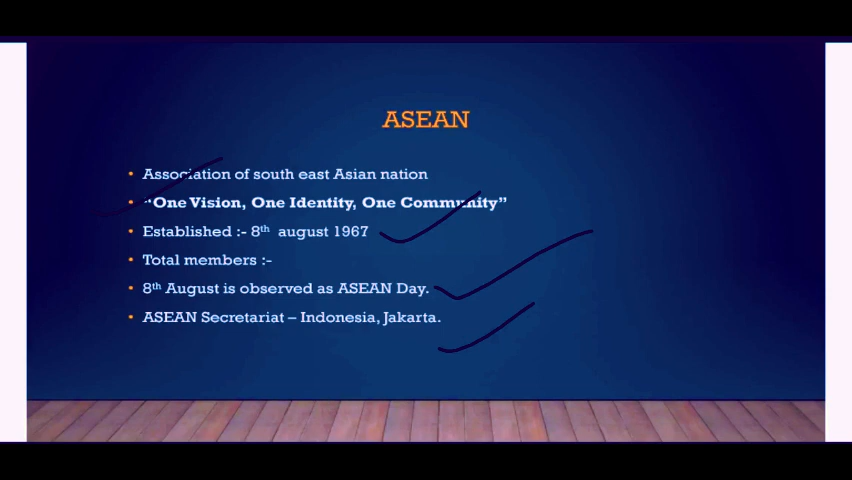 ASEAN
Association of south east Asian nation
"One Vision, One Identity, One Community"
Established :- 8th august 1967
Total members :-
8th August is observed as ASEAN Day.
ASEAN Secretariat – Indonesia, Jakarta.